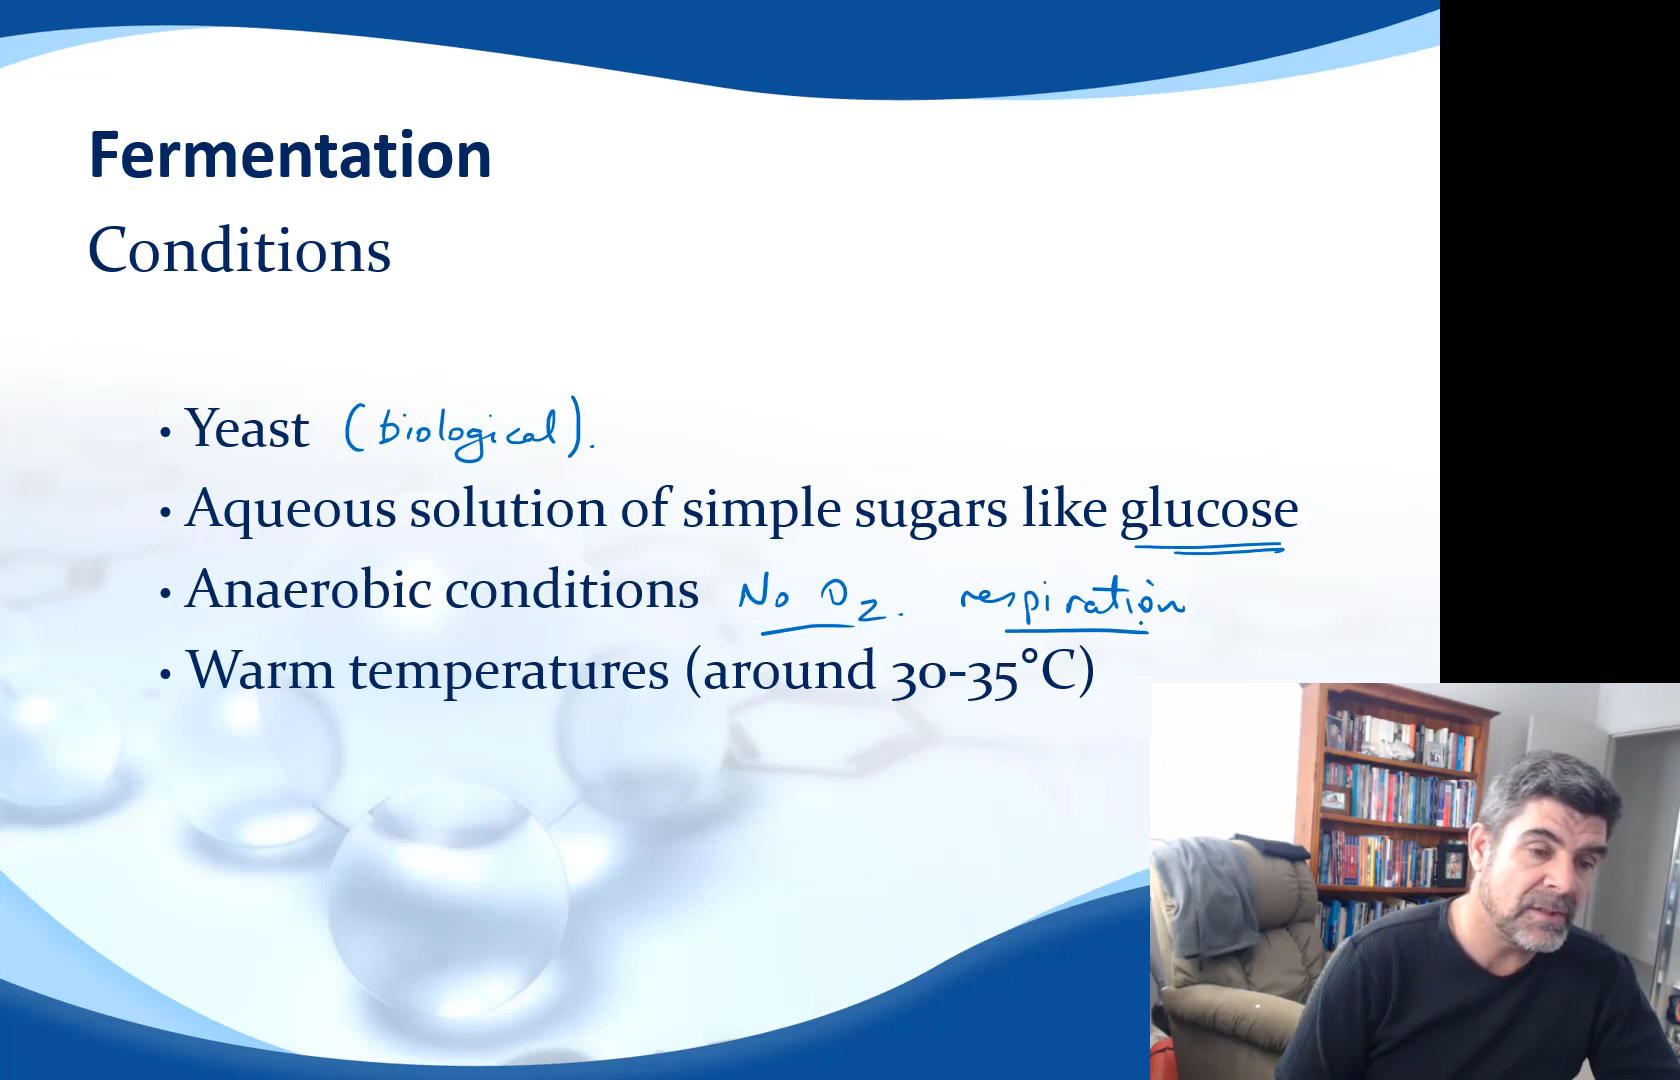 Fermentation
Conditions
• Yeast (biological).
• Aqueous solution of simple sugars like glucose
• Anaerobic conditions No O₂. respiration
• Warm temperatures (around 30-35°C)